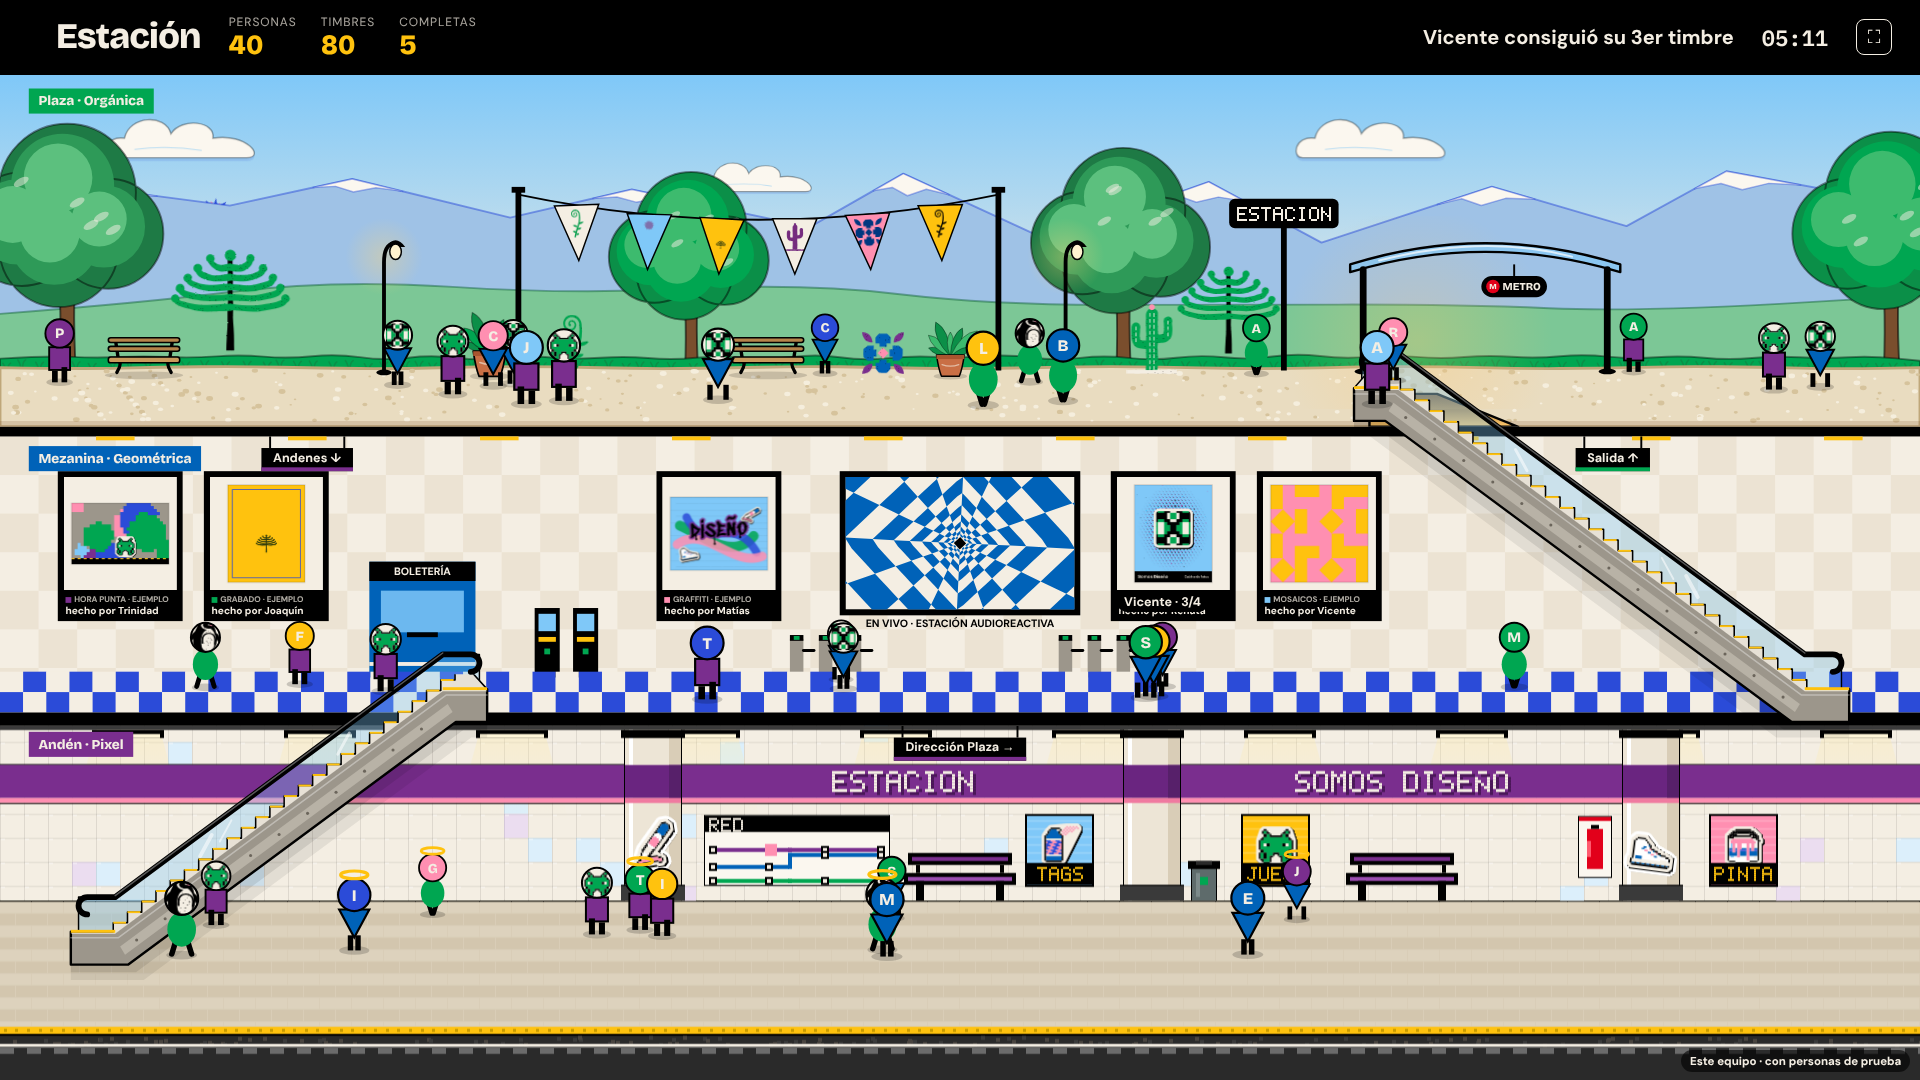 Estación
PERSONAS
40
TIMBRES
80
COMPLETAS
5
Vicente consiguió su 3er timbre
05:11
Plaza · Orgánica
ESTACION
M METRO
P
C
J
C
L
B
A
A
A
Mezanina · Geométrica
Andenes ↓
Salida ↑
HORA PUNTA · EJEMPLO
hecho por Trinidad
GRABADO · EJEMPLO
hecho por Joaquín
BOLETERÍA
DISEÑO
GRAFFITI · EJEMPLO
hecho por Matías
EN VIVO · ESTACIÓN AUDIOREACTIVA
Vicente · 3/4
MOSAICOS · EJEMPLO
hecho por Vicente
F
T
S
M
Andén · Pixel
Dirección Plaza →
ESTACION
SOMOS DISEÑO
RED
TAGS
JUE
PINTA
G
I
T
I
S
M
E
J
Este equipo · con personas de prueba